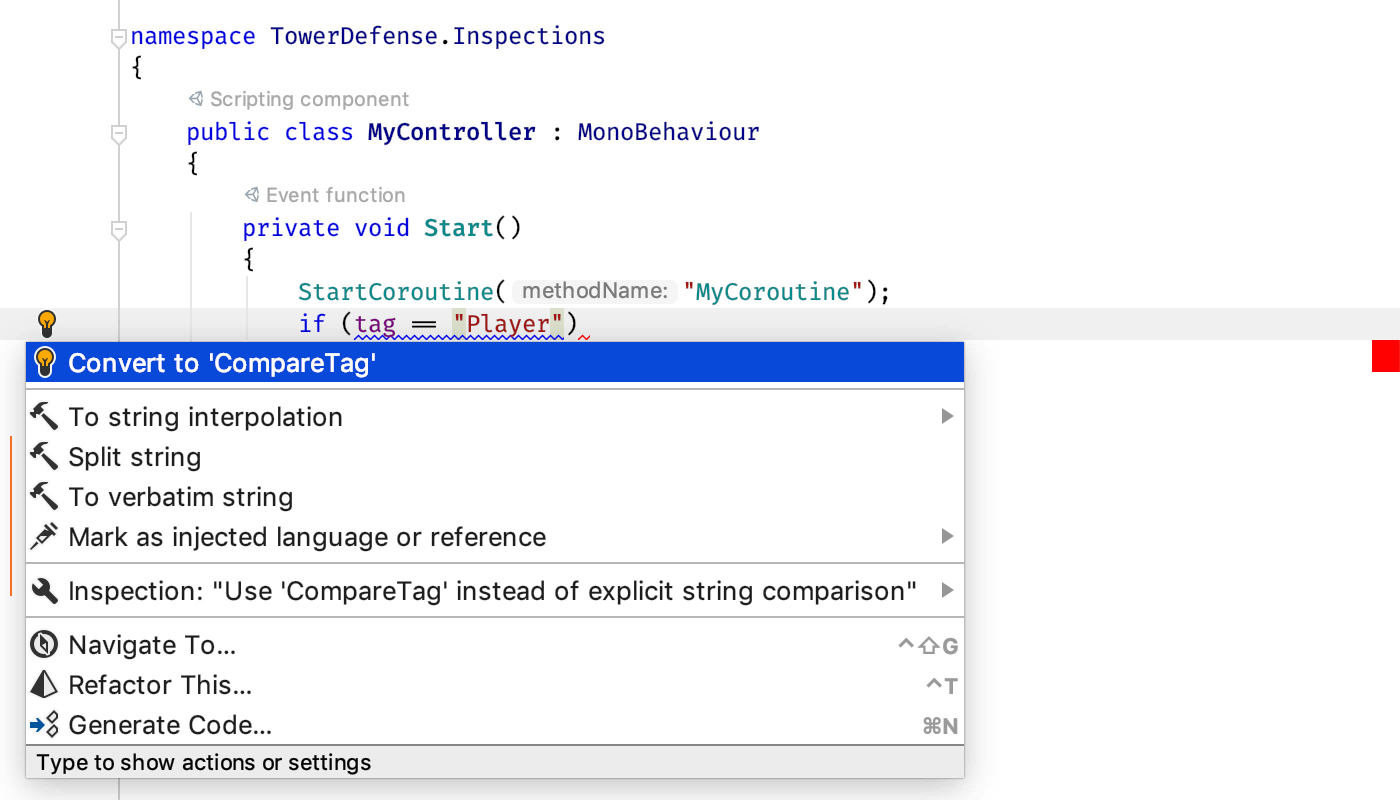 namespace TowerDefense.Inspections
{
Scripting component
public class MyController : MonoBehaviour
{
Event function
private void Start()
{
StartCoroutine( methodName: "MyCoroutine");
if (tag == "Player")
Convert to 'CompareTag'
To string interpolation
Split string
To verbatim string
Mark as injected language or reference
Inspection: "Use 'CompareTag' instead of explicit string comparison"
Navigate To... ^⇧G
Refactor This... ^T
Generate Code... ⌘N
Type to show actions or settings